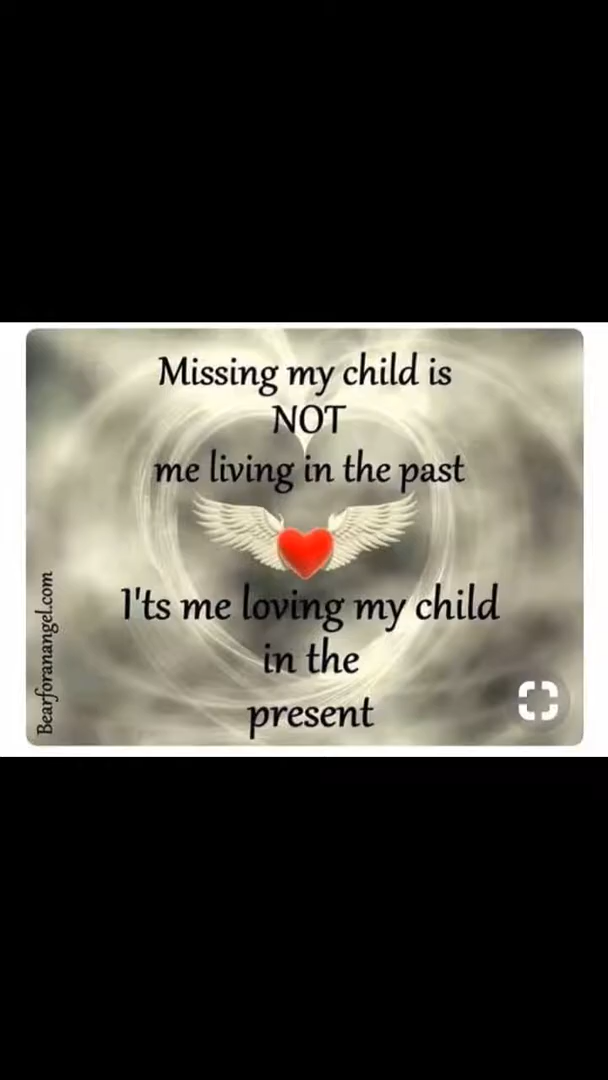 Missing my child is
NOT
me living in the past
I'ts me loving my child
in the
present
Bearforanangel.com